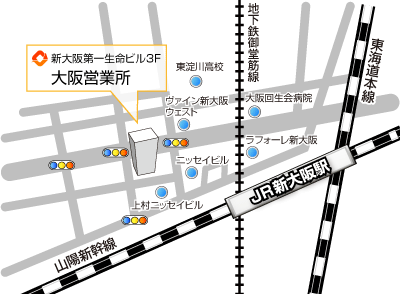 新大阪第一生命ビル3F
大阪営業所
東淀川高校
地下鉄御堂筋線
東海道本線
ヴァイン新大阪
ウェスト
大阪回生会病院
ラフォーレ新大阪
ニッセイビル
上村ニッセイビル
JR新大阪駅
山陽新幹線